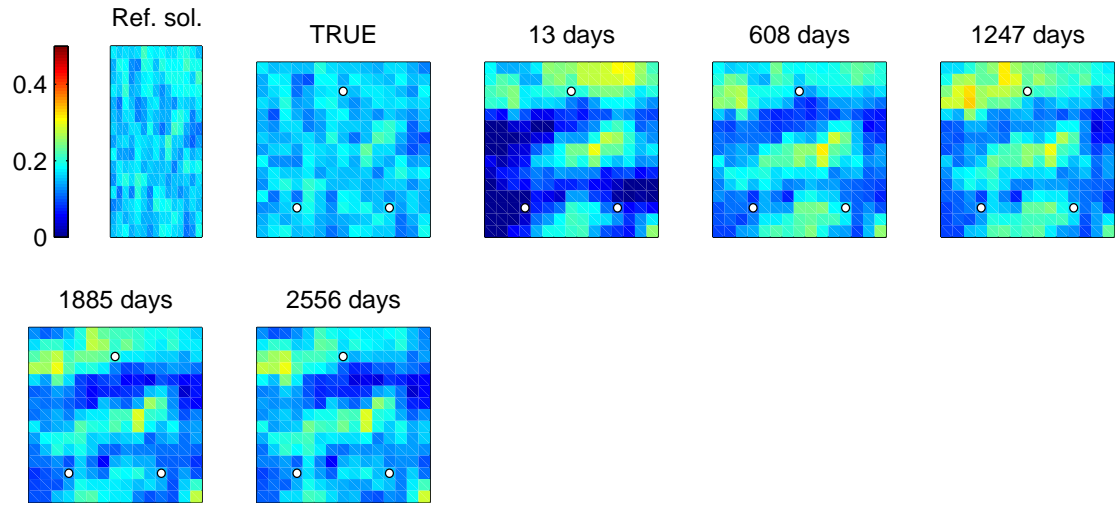 Ref. sol.
TRUE
13 days
608 days
1247 days
0.4
0.2
0
1885 days
2556 days